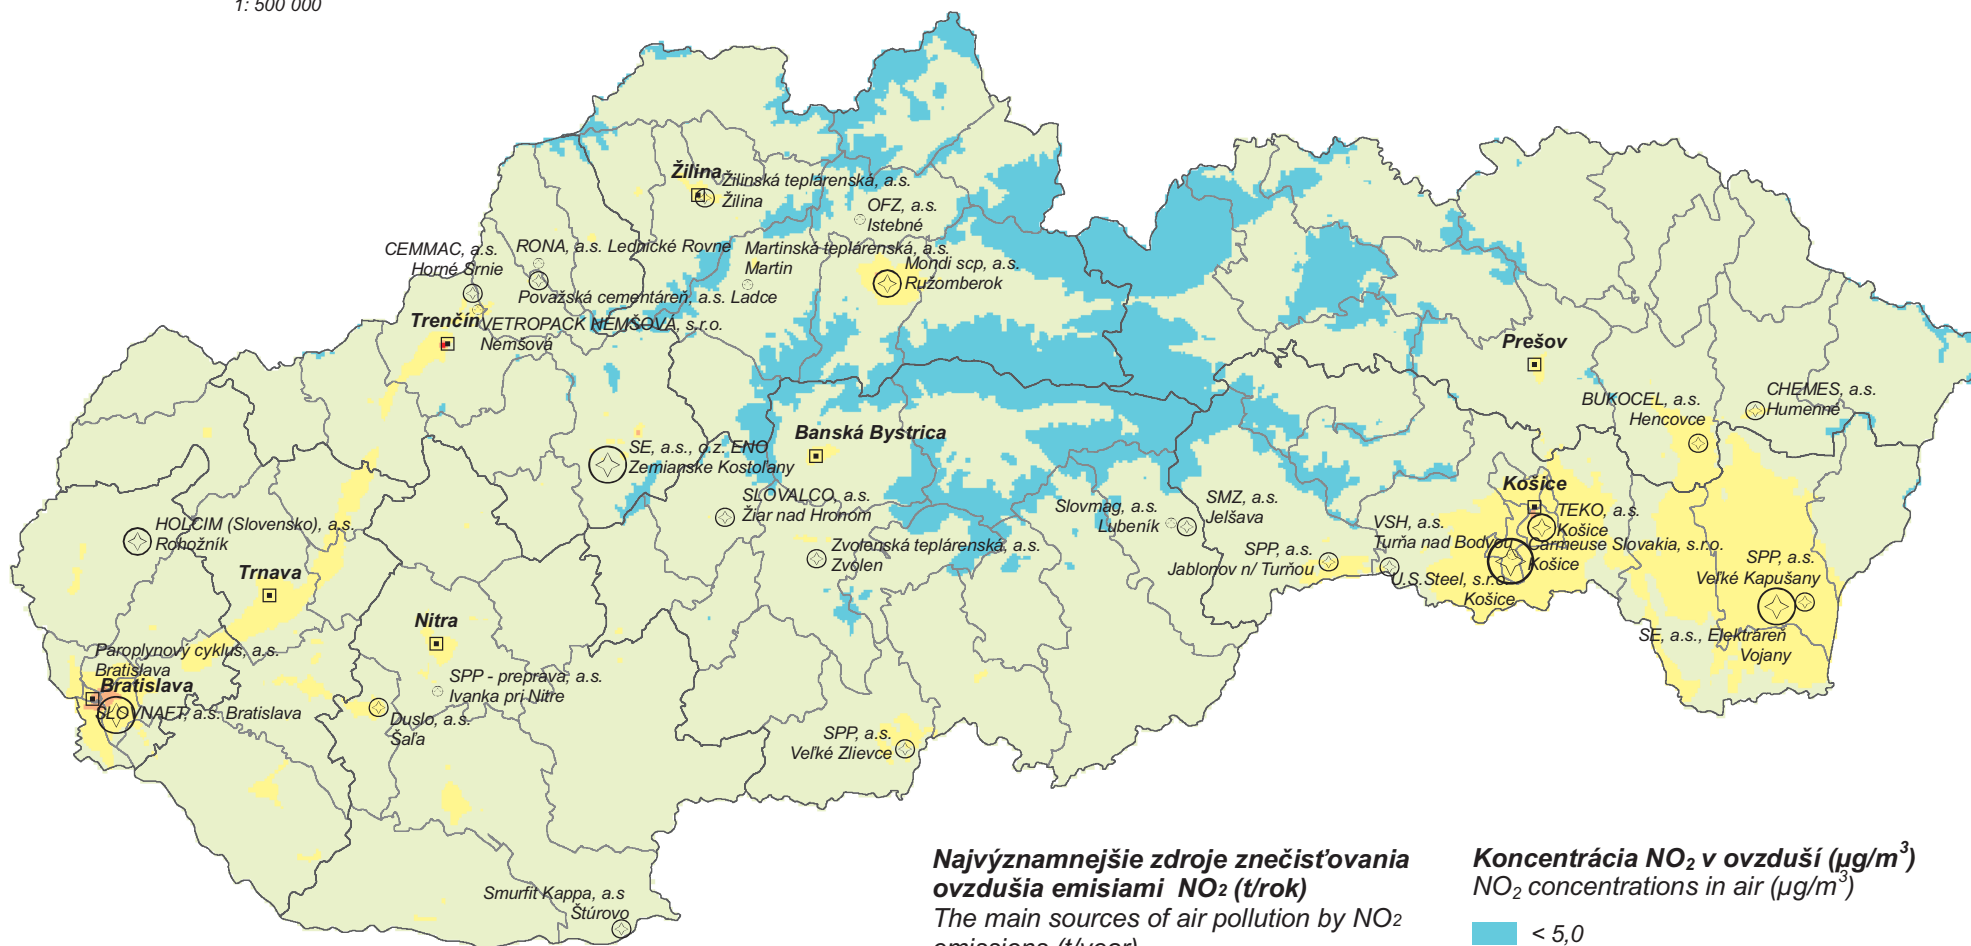 1: 500 000
Žilina
Žilinská teplárenská, a.s.
Žilina
OFZ, a.s.
Istebné
CEMMAC, a.s.
Horné Srnie
RONA, a.s. Lednické Rovne
Martinská teplárenská, a.s.
Martin
Mondi scp, a.s.
Ružomberok
Považská cementáreň, a.s. Ladce
Trenčín
VETROPACK NEMŠOVÁ, s.r.o.
Nemšová
Prešov
BUKOCEL, a.s.
Hencovce
CHEMES, a.s.
Humenné
Banská Bystrica
SE, a.s., o.z. ENO
Zemianske Kostoľany
SLOVALCO, a.s.
Žiar nad Hronom
Slovmag, a.s.
Lubeník
SMZ, a.s.
Jelšava
Košice
TEKO, a.s.
Košice
HOLCIM (Slovensko), a.s.
Rohožník
VSH, a.s.
Turňa nad Bodvou
Carmeuse Slovakia, s.r.o.
Košice
Zvolenská teplárenská, a.s.
Zvolen
SPP, a.s.
Jablonov n/ Turňou
U.S.Steel, s.r.o.
Košice
SPP, a.s.
Veľké Kapušany
Trnava
Nitra
SE, a.s., Elektráreň
Vojany
Paroplynový cyklus, a.s.
Bratislava
Bratislava
SLOVNAFT, a.s. Bratislava
SPP - preprava, a.s.
Ivanka pri Nitre
Duslo, a.s.
Šaľa
SPP, a.s.
Veľké Zlievce
Smurfit Kappa, a.s
Štúrovo
Najvýznamnejšie zdroje znečisťovania
ovzdušia emisiami NO2 (t/rok)
The main sources of air pollution by NO2
emissions (t/year)
Koncentrácia NO2 v ovzduší (µg/m3)
NO2 concentrations in air (µg/m3)
< 5,0